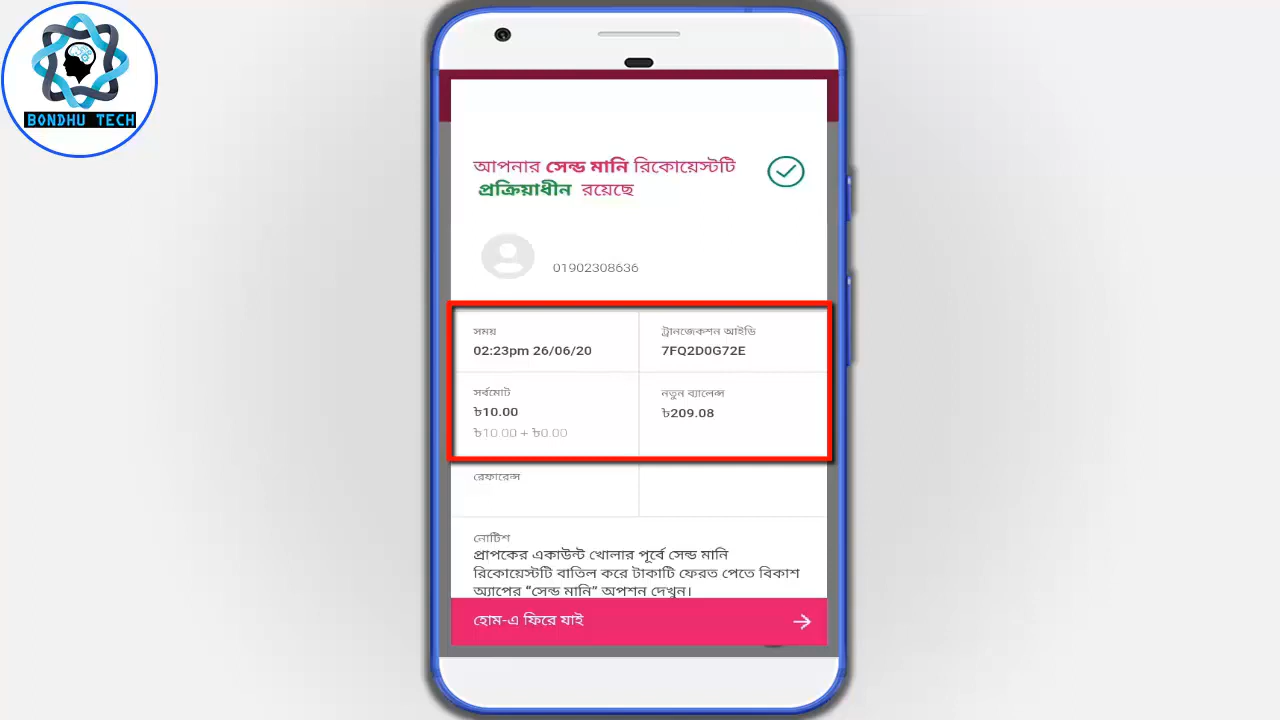 BONDHU TECH
আপনার সেন্ড মানি রিকোয়েস্টটি
প্রক্রিয়াধীন রয়েছে
01902308636
সময়
02:23pm 26/06/20
ট্রানজেকশন আইডি
7FQ2D0G72E
সর্বমোট
৳10.00
৳10.00 + ৳0.00
নতুন ব্যালেন্স
৳209.08
রেফারেন্স
নোটিশ
প্রাপকের একাউন্ট খোলার পূর্বে সেন্ড মানি
রিকোয়েস্টটি বাতিল করে টাকাটি ফেরত পেতে বিকাশ
অ্যাপের “সেন্ড মানি” অপশন দেখুন।
হোম-এ ফিরে যাই